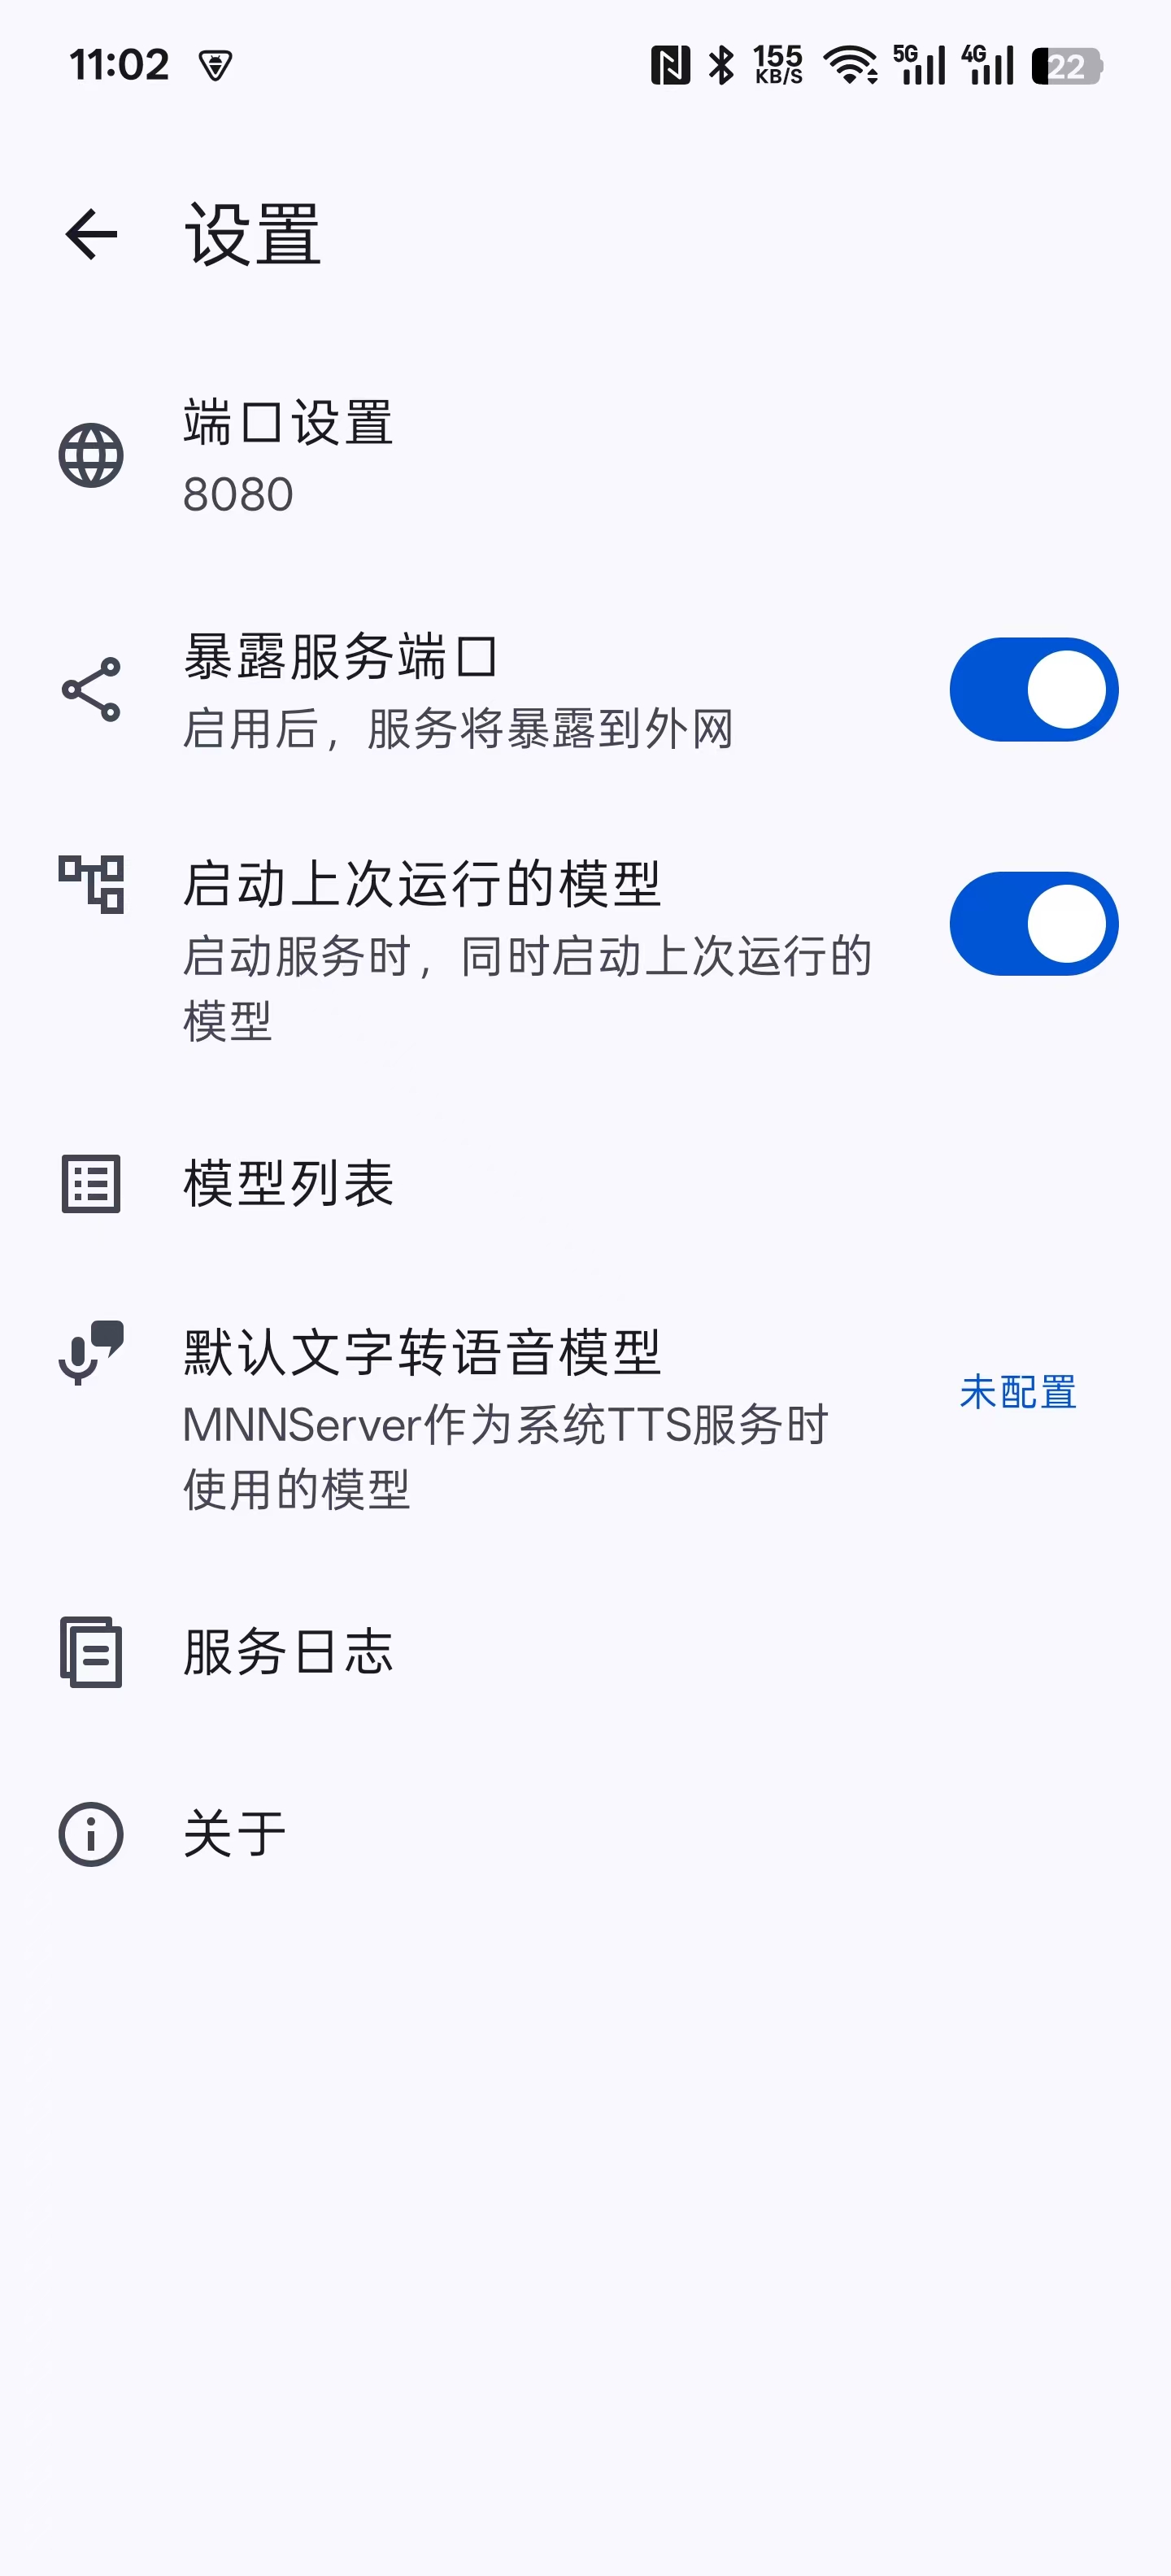 11:02
155
KB/S
5G
4G
22
设置
端口设置
8080
暴露服务端口
启用后，服务将暴露到外网
启动上次运行的模型
启动服务时，同时启动上次运行的
模型
模型列表
默认文字转语音模型
MNNServer作为系统TTS服务时
使用的模型
未配置
服务日志
关于